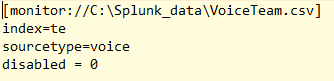 [monitor://C:\Splunk_data\VoiceTeam.csv]
index=te
sourcetype=voice
disabled = 0